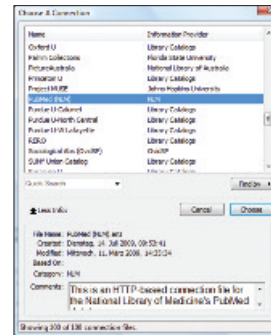 Choose A Connection
Name Information Provider
Oxford U Library Catalogs
Palmm Collections Florida State University
PictureAustralia National Library of Australia
Princeton U Library Catalogs
Project MUSE Johns Hopkins University
PubMed (NLM) NLM
Purdue U-Calumet Library Catalogs
Purdue U-North Central Library Catalogs
Purdue U-W Lafayette Library Catalogs
RERO Library Catalogs
Sociological Abs (OvidSP) OvidSP
SUNY Union Catalog Library Catalogs
Quick Search Find by
Less Info: Cancel Choose
File Name: PubMed (NLM).enz
Created: Dienstag, 14. Juli 2009, 09:53:41
Modified: Mittwoch, 11. März 2009, 14:23:34
Based On:
Category: NLM
Comments: This is an HTTP-based connection file for
the National Library of Medicine's PubMed
Showing 100 of 100 connection files.